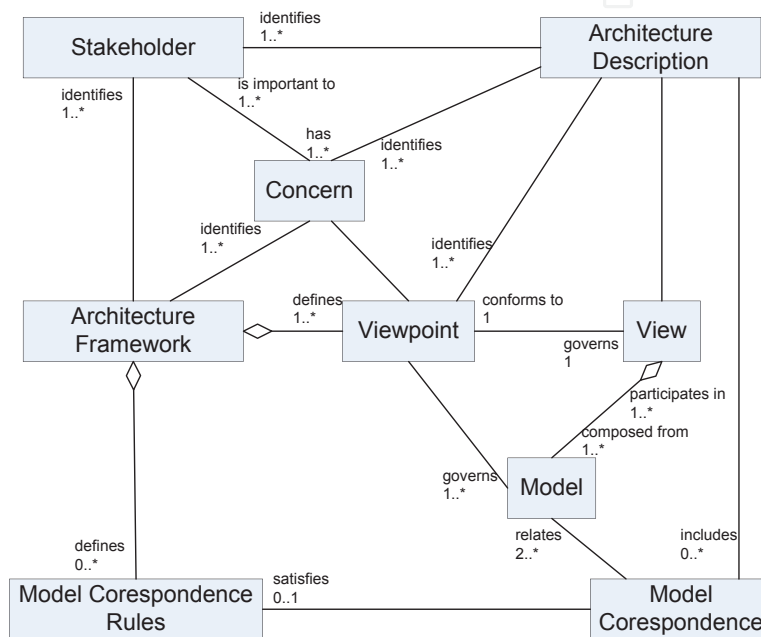 identifies
1..*
Stakeholder
Architecture
Description
identifies
1..*
is important to
1..*
has
1..*
identifies
1..*
Concern
identifies
1..*
identifies
1..*
Architecture
Framework
defines
1..*
Viewpoint
conforms to
1
governs
1
View
participates in
1..*
composed from
1..*
governs
1..*
Model
relates
2..*
includes
0..*
defines
0..*
Model Corespondence
Rules
satisfies
0..1
Model
Corespondence